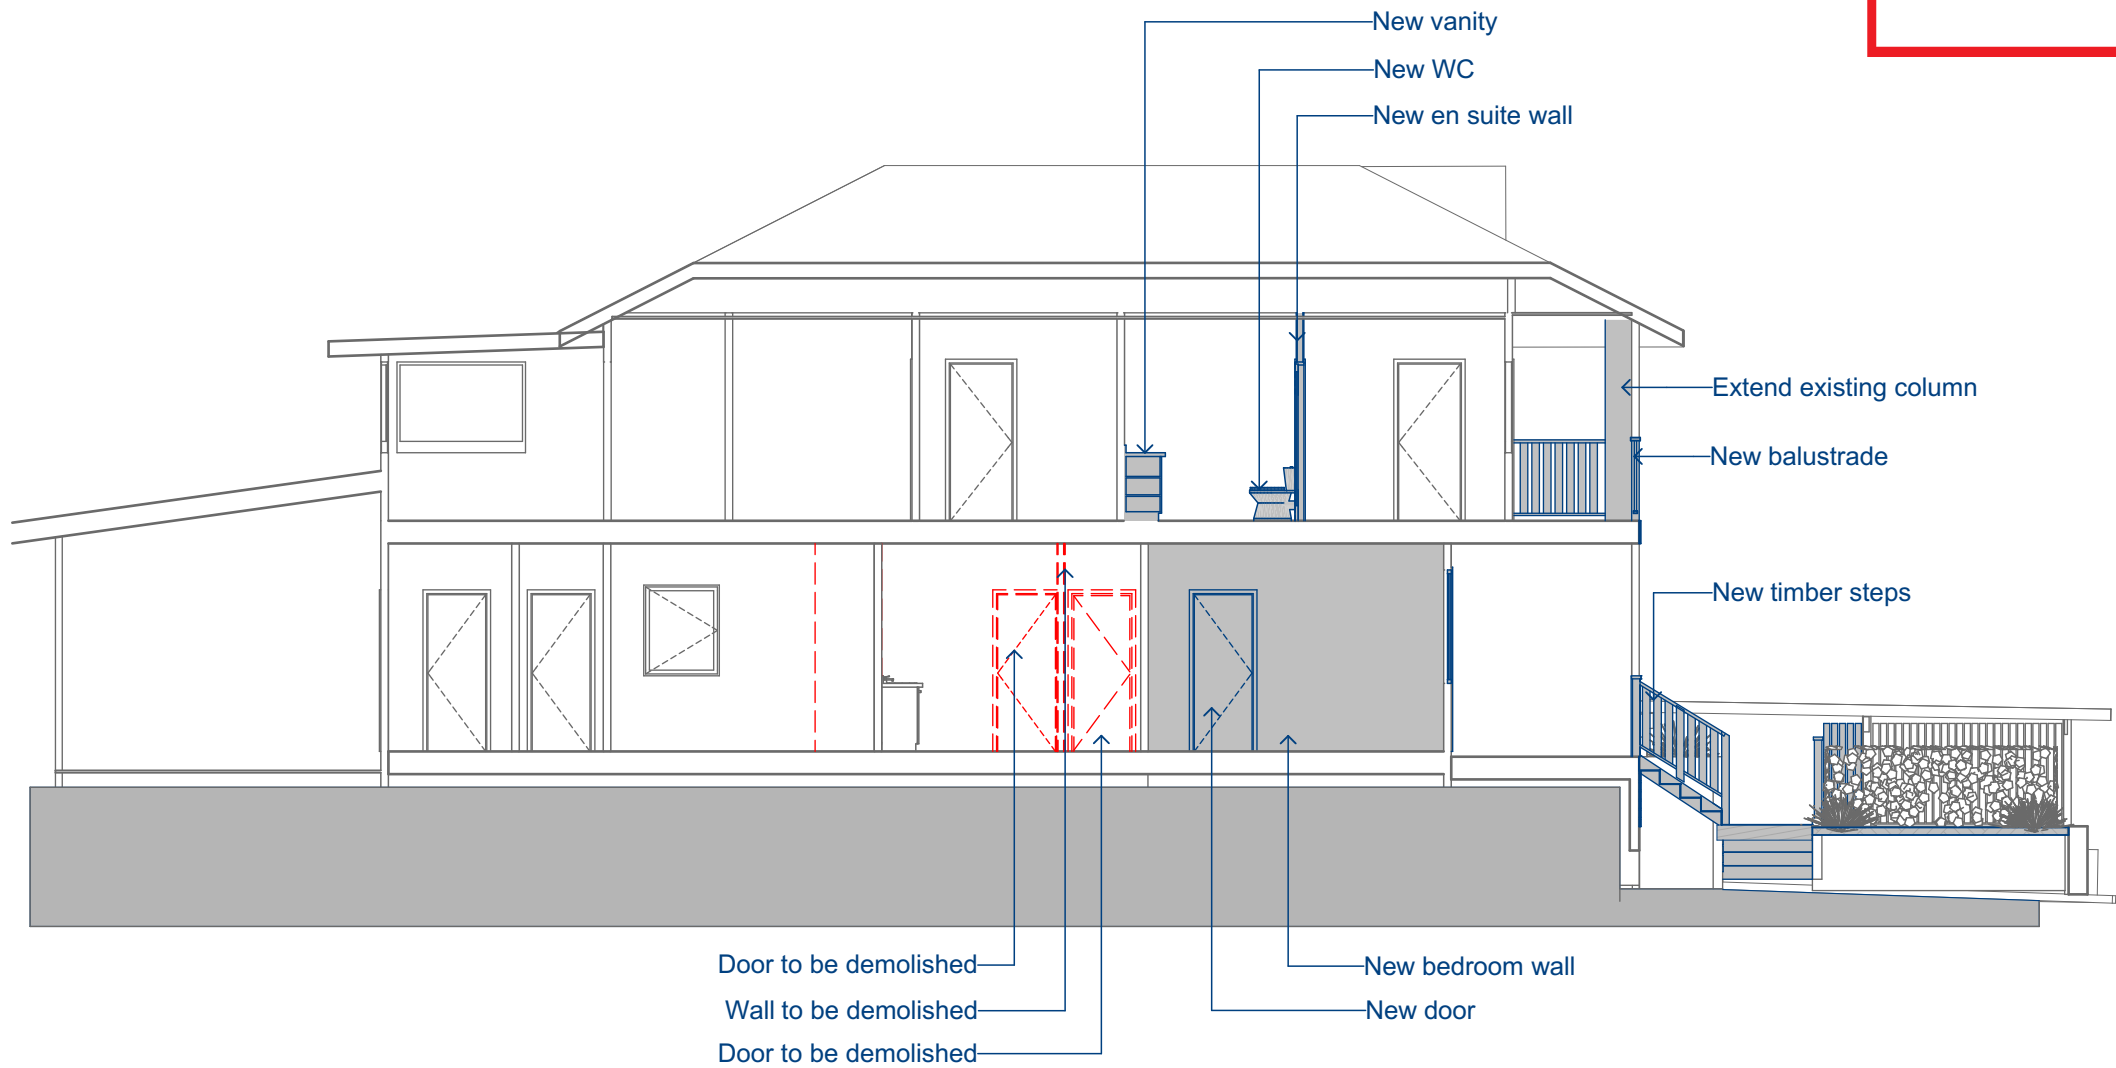 New vanity
New WC
New en suite wall
Extend existing column
New balustrade
New timber steps
Door to be demolished
New bedroom wall
Wall to be demolished
New door
Door to be demolished